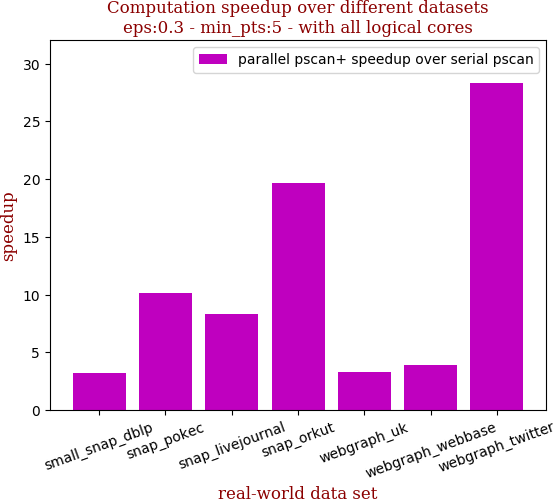 Computation speedup over different datasets
eps:0.3 - min_pts:5 - with all logical cores
parallel pscan+ speedup over serial pscan
speedup
30
25
20
15
10
5
0
small_snap_dblp
snap_pokec
snap_livejournal
snap_orkut
webgraph_uk
webgraph_webbase
webgraph_twitter
real-world data set